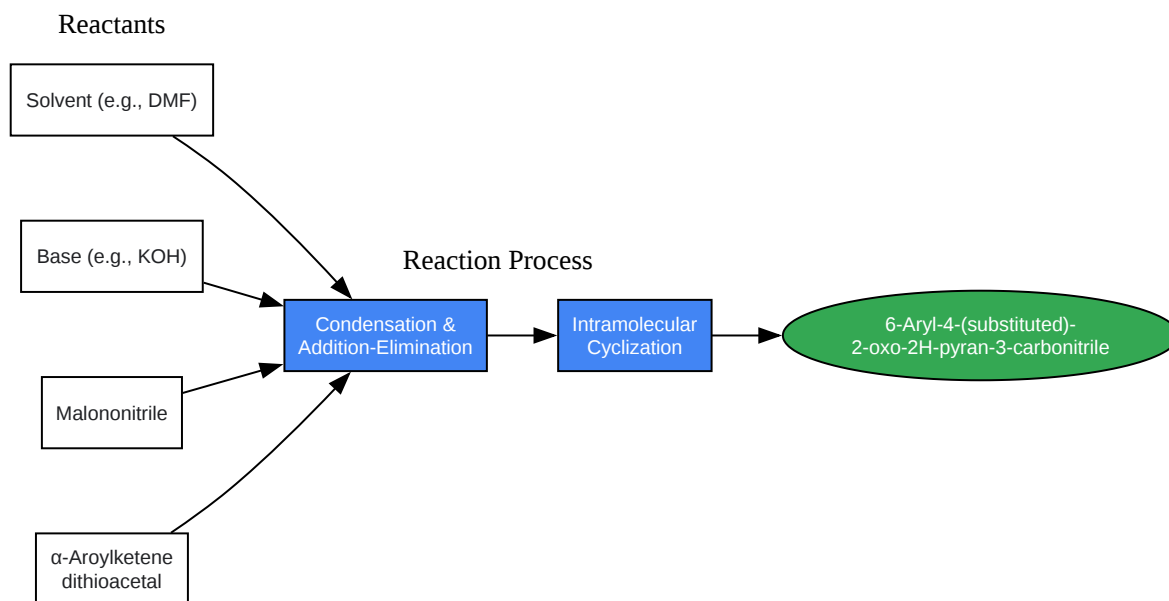 Reactants
Solvent (e.g., DMF)
Base (e.g., KOH)
Malononitrile
α-Aroylketene
dithioacetal
Reaction Process
Condensation &
Addition-Elimination
Intramolecular
Cyclization
6-Aryl-4-(substituted)-
2-oxo-2H-pyran-3-carbonitrile